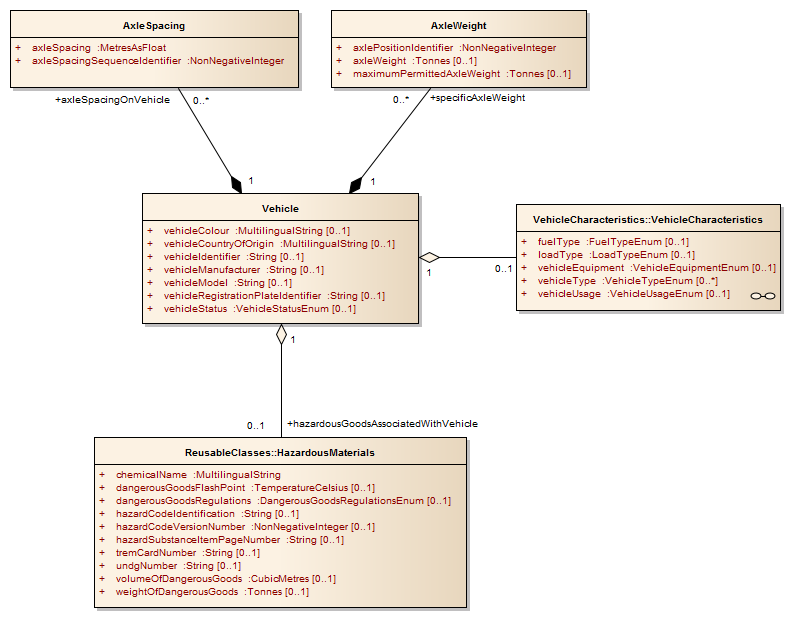 AxleSpacing
+ axleSpacing :MetresAsFloat
+ axleSpacingSequenceIdentifier :NonNegativeInteger
AxleWeight
+ axlePositionIdentifier :NonNegativeInteger
+ axleWeight :Tonnes [0..1]
+ maximumPermittedAxleWeight :Tonnes [0..1]
+axleSpacingOnVehicle 0..*
0..* +specificAxleWeight
1
1
Vehicle
+ vehicleColour :MultilingualString [0..1]
+ vehicleCountryOfOrigin :MultilingualString [0..1]
+ vehicleIdentifier :String [0..1]
+ vehicleManufacturer :String [0..1]
+ vehicleModel :String [0..1]
+ vehicleRegistrationPlateIdentifier :String [0..1]
+ vehicleStatus :VehicleStatusEnum [0..1]
1
0..1
VehicleCharacteristics::VehicleCharacteristics
+ fuelType :FuelTypeEnum [0..1]
+ loadType :LoadTypeEnum [0..1]
+ vehicleEquipment :VehicleEquipmentEnum [0..1]
+ vehicleType :VehicleTypeEnum [0..*]
+ vehicleUsage :VehicleUsageEnum [0..1]
1
0..1 +hazardousGoodsAssociatedWithVehicle
ReusableClasses::HazardousMaterials
+ chemicalName :MultilingualString
+ dangerousGoodsFlashPoint :TemperatureCelsius [0..1]
+ dangerousGoodsRegulations :DangerousGoodsRegulationsEnum [0..1]
+ hazardCodeIdentification :String [0..1]
+ hazardCodeVersionNumber :NonNegativeInteger [0..1]
+ hazardSubstanceItemPageNumber :String [0..1]
+ tremCardNumber :String [0..1]
+ undgNumber :String [0..1]
+ volumeOfDangerousGoods :CubicMetres [0..1]
+ weightOfDangerousGoods :Tonnes [0..1]